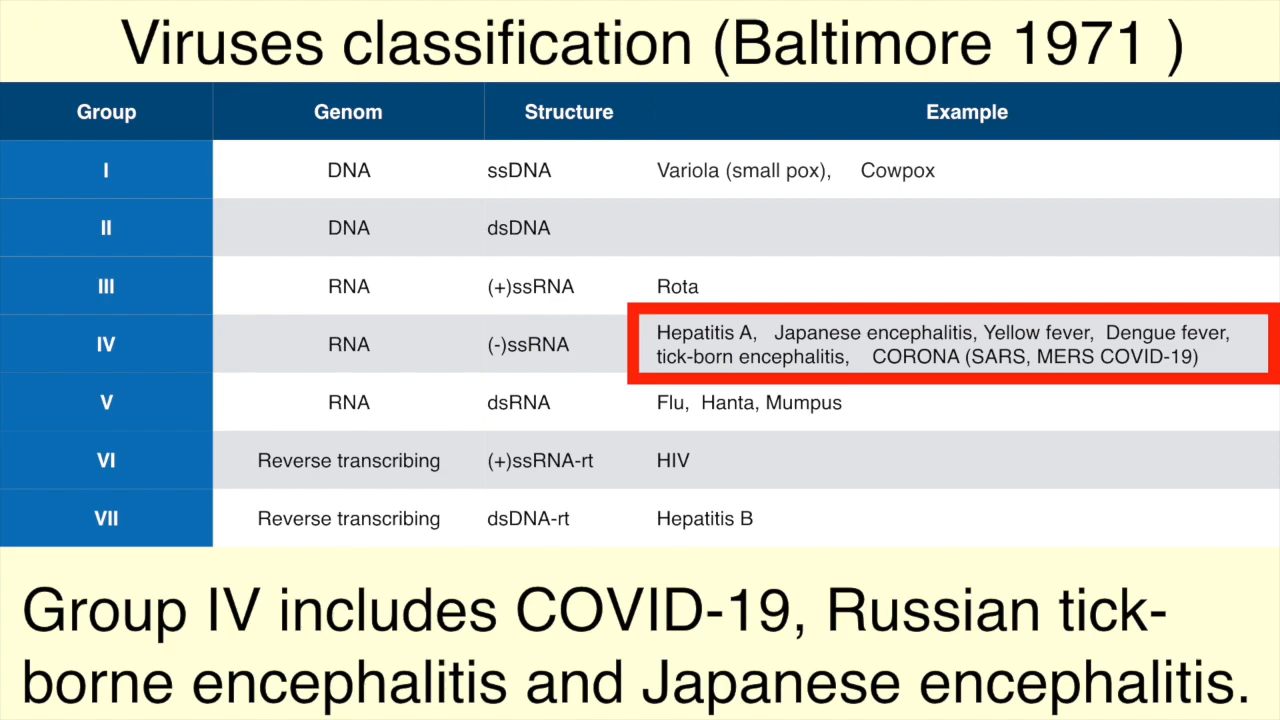 Viruses classification (Baltimore 1971 )
Group Genom Structure Example
I DNA ssDNA Variola (small pox), Cowpox
II DNA dsDNA
III RNA (+)ssRNA Rota
IV RNA (-)ssRNA Hepatitis A, Japanese encephalitis, Yellow fever, Dengue fever,
tick-born encephalitis, CORONA (SARS, MERS COVID-19)
V RNA dsRNA Flu, Hanta, Mumpus
VI Reverse transcribing (+)ssRNA-rt HIV
VII Reverse transcribing dsDNA-rt Hepatitis B
Group IV includes COVID-19, Russian tick-
borne encephalitis and Japanese encephalitis.